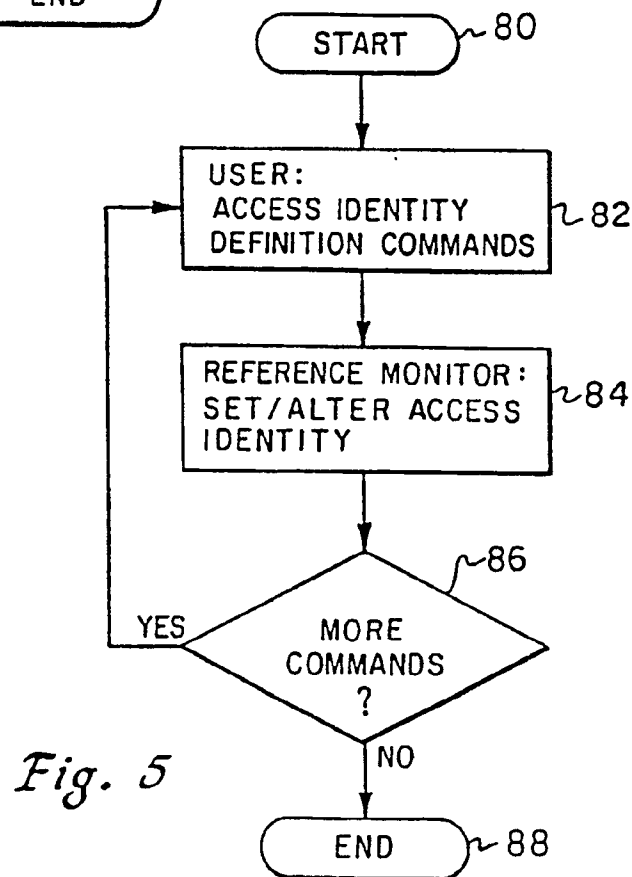 END
START
80
USER:
ACCESS IDENTITY
DEFINITION COMMANDS
82
REFERENCE MONITOR:
SET/ALTER ACCESS
IDENTITY
84
86
YES
MORE
COMMANDS
?
NO
Fig. 5
END
88